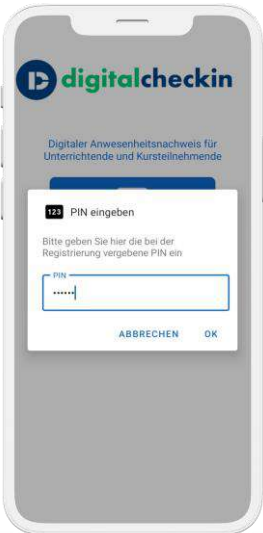 digitalcheckin
Digitaler Anwesenheitsnachweis für
Unterrichtende und Kursteilnehmende
123 PIN eingeben
Bitte geben Sie hier die bei der
Registrierung vergebene PIN ein
PIN
••••••
ABBRECHEN OK